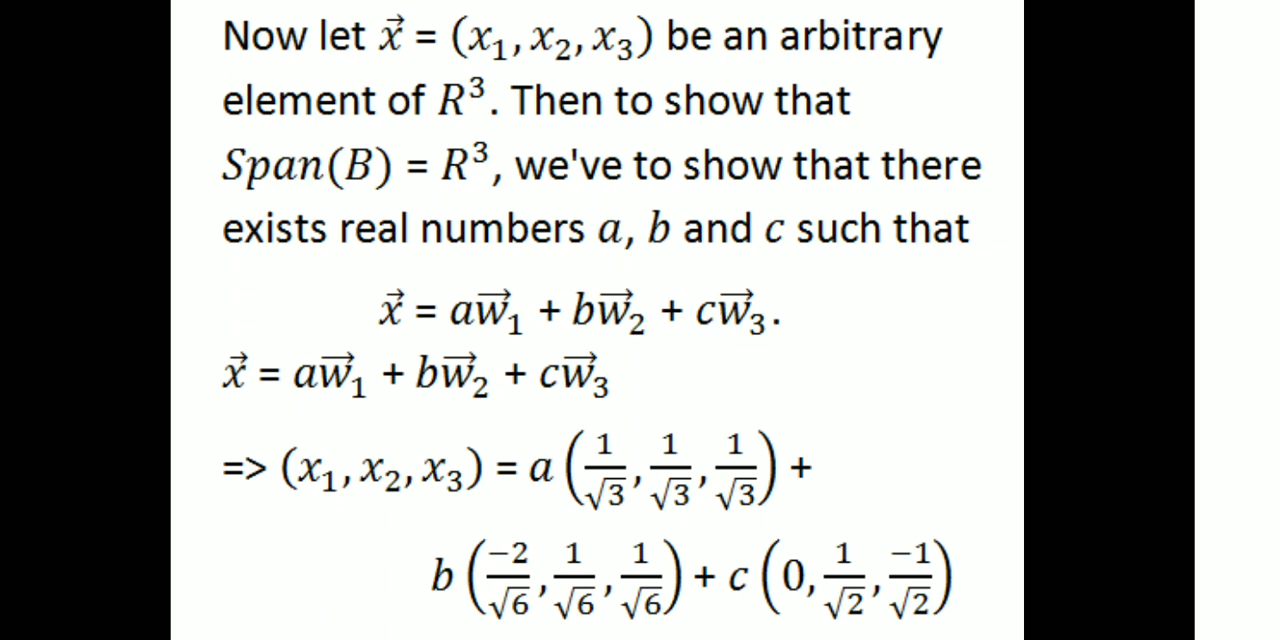 Now let x⃗ = (x₁, x₂, x₃) be an arbitrary
element of R³. Then to show that
Span(B) = R³, we've to show that there
exists real numbers a, b and c such that
x⃗ = aw⃗₁ + bw⃗₂ + cw⃗₃.
x⃗ = aw⃗₁ + bw⃗₂ + cw⃗₃
=> (x₁, x₂, x₃) = a (1/√3, 1/√3, 1/√3) +
b (−2/√6, 1/√6, 1/√6) + c (0, 1/√2, −1/√2)